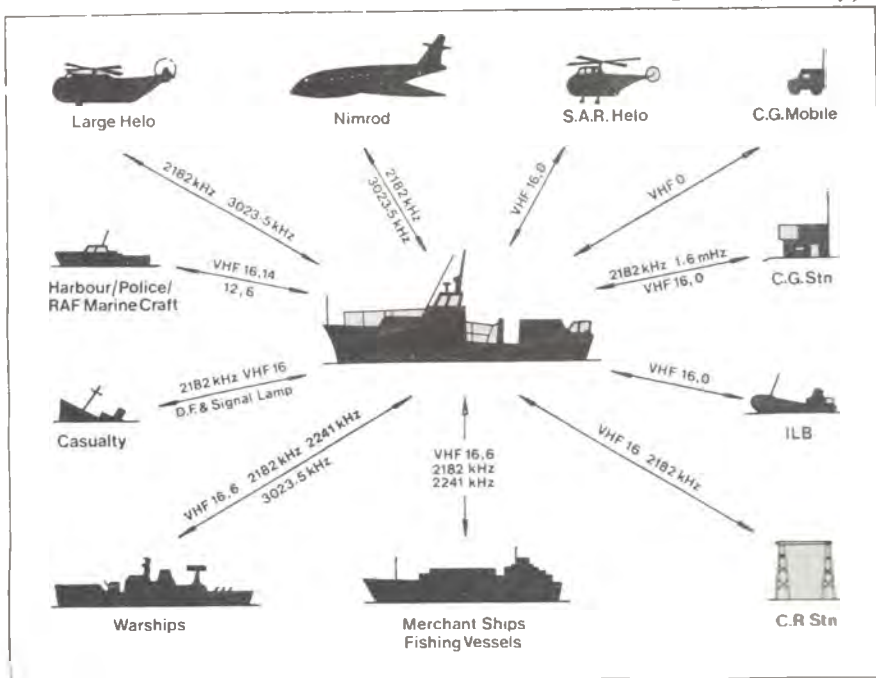 Large Helo
Nimrod
S.A.R. Helo
C.G. Mobile
2182 kHz 3023.5 kHz
2182 kHz
3023.5 kHz
VHF 16,0
VHF 0
Harbour/Police/
RAF Marine Craft
VHF 16,14
12,6
2182 kHz 1.6 mHz
VHF 16,0
C.G. Stn
2182 kHz VHF 16
D.F. & Signal Lamp
Casualty
VHF 16,0
ILB
VHF 16,6 2182 kHz 2241 kHz
3023.5 kHz
VHF 16,6
2182 kHz
2241 kHz
VHF 16 2182 kHz
Warships
Merchant Ships
Fishing Vessels
C.R Stn